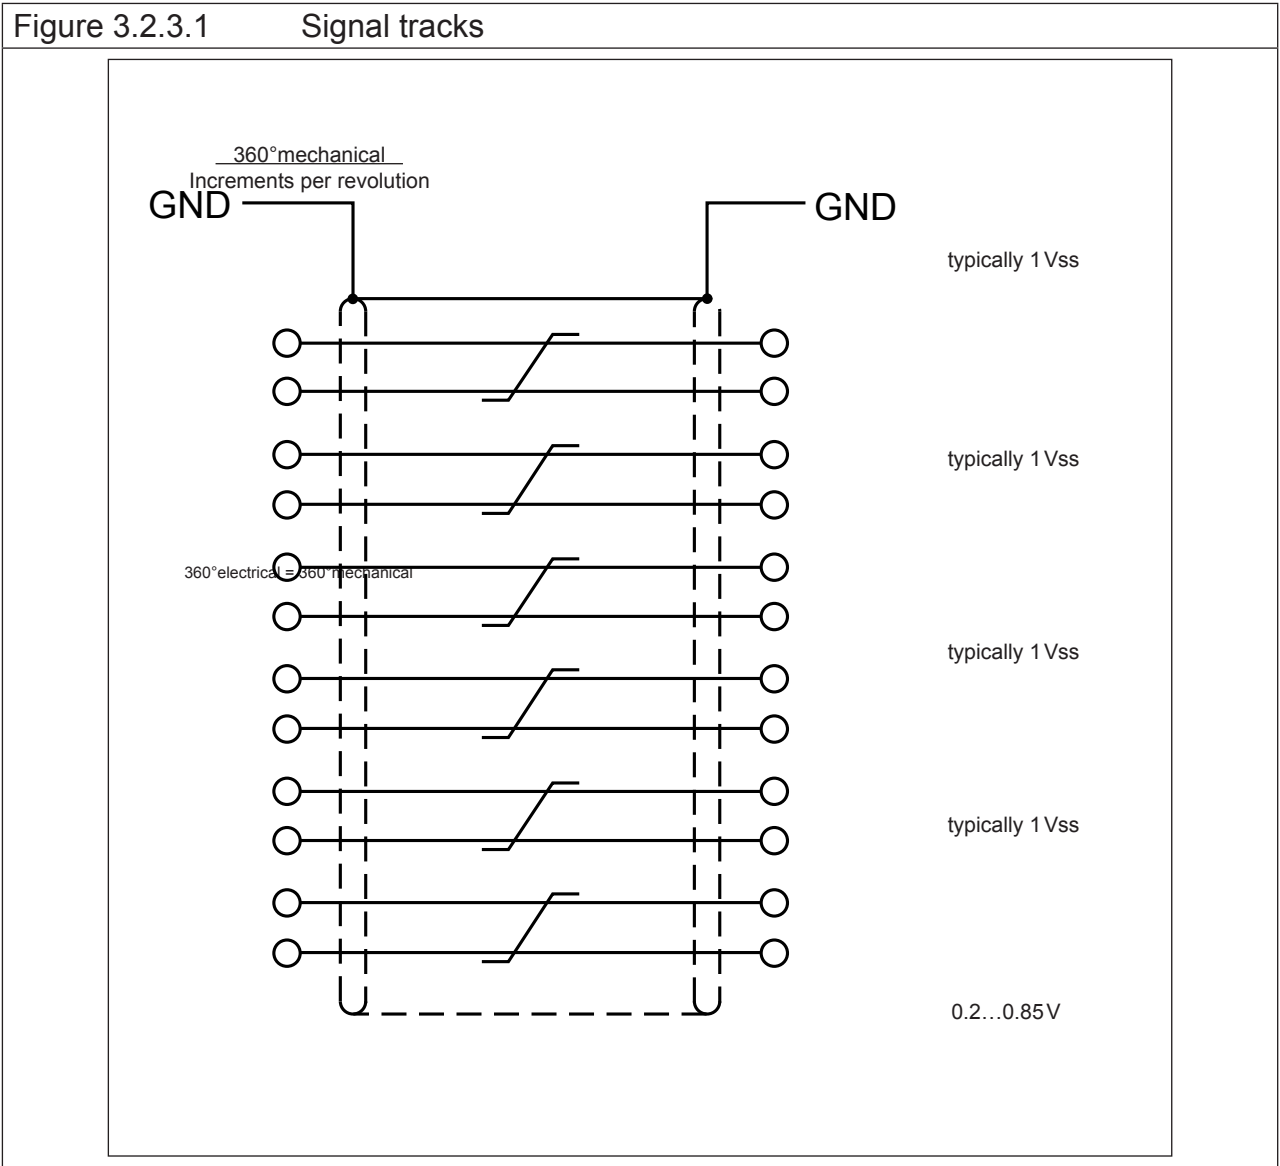 Figure 3.2.3.1 Signal tracks
360°mechanical
Increments per revolution
GND GND
typically 1 Vss
typically 1 Vss
360°electrical = 360°mechanical
typically 1 Vss
typically 1 Vss
0.2…0.85 V